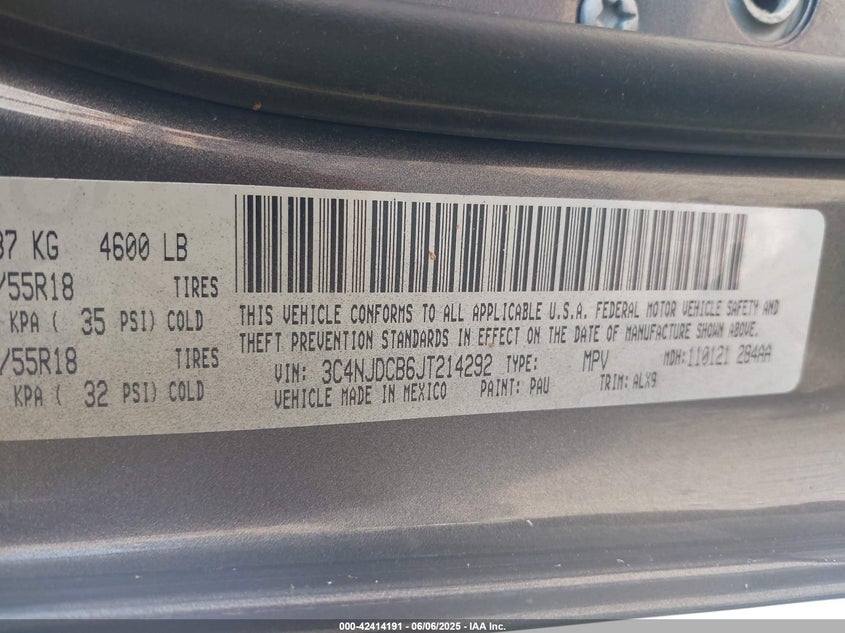 87 KG 4600 LB
/55R18 TIRES
KPA ( 35 PSI) COLD
/55R18 TIRES
KPA ( 32 PSI) COLD
THIS VEHICLE CONFORMS TO ALL APPLICABLE U.S.A. FEDERAL MOTOR VEHICLE SAFETY AND
THEFT PREVENTION STANDARDS IN EFFECT ON THE DATE OF MANUFACTURE SHOWN ABOVE.
VIN: 3C4NJDCB6JT214292 TYPE: MPV MDH:110121 284AA
VEHICLE MADE IN MEXICO PAINT: PAU TRIM: ALX9
000-42414191 - 06/06/2025 - IAA Inc.